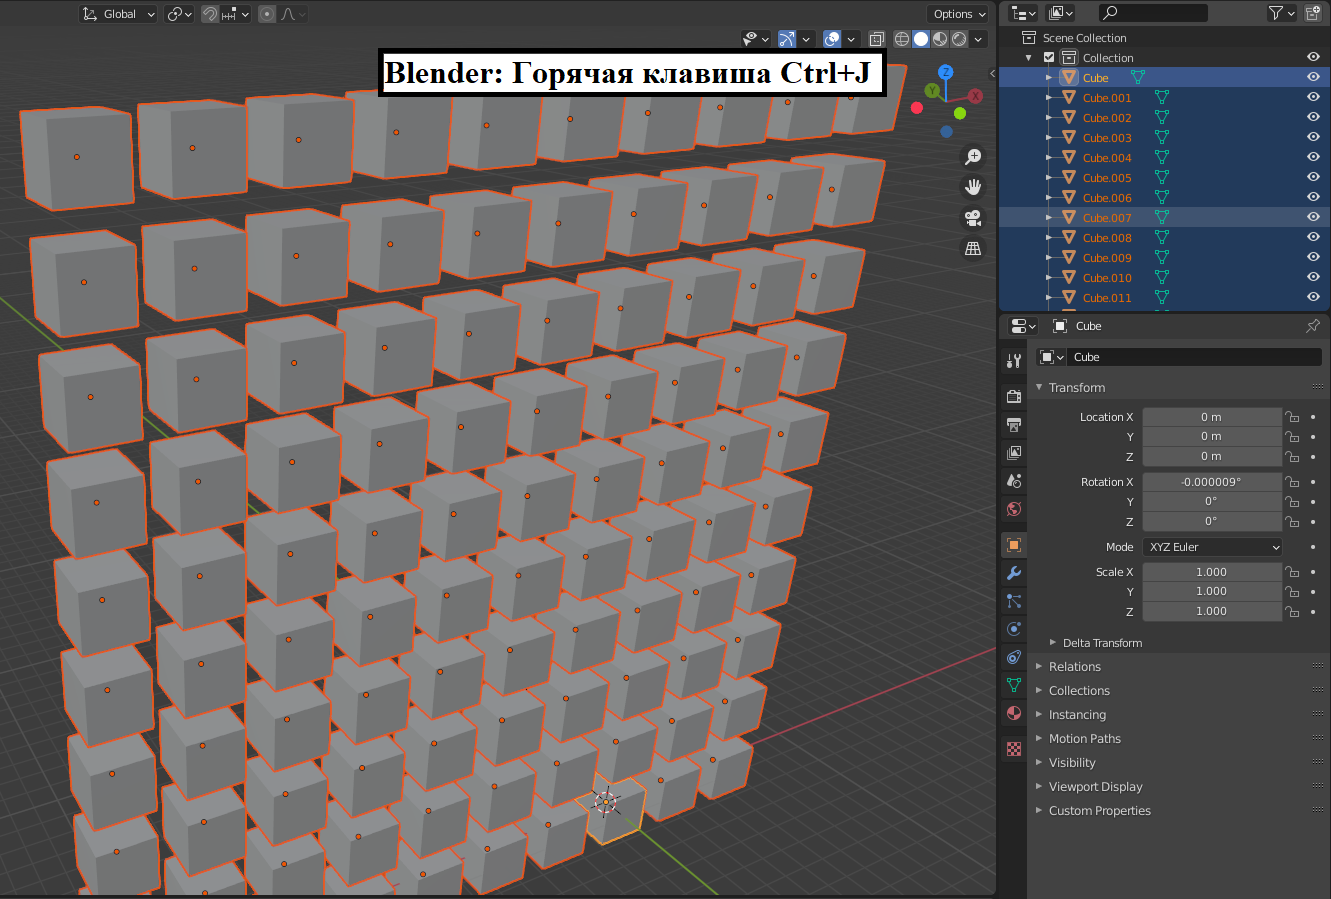 Global
Options
Blender: Горячая клавиша Ctrl+J
Z
Y
X
Scene Collection
Collection
Cube
Cube.001
Cube.002
Cube.003
Cube.004
Cube.005
Cube.006
Cube.007
Cube.008
Cube.009
Cube.010
Cube.011
Cube
Cube
Transform
Location X 0 m
Y 0 m
Z 0 m
Rotation X -0.000009°
Y 0°
Z 0°
Mode XYZ Euler
Scale X 1.000
Y 1.000
Z 1.000
Delta Transform
Relations
Collections
Instancing
Motion Paths
Visibility
Viewport Display
Custom Properties